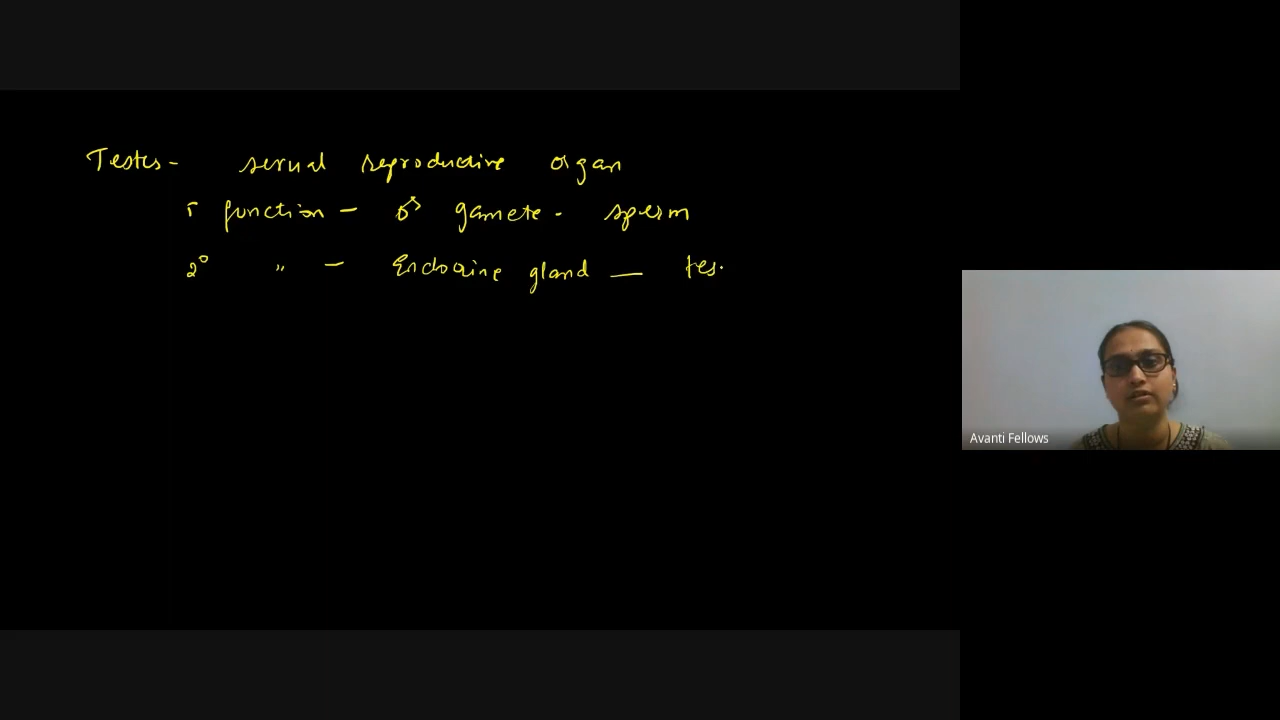 Testes - sexual reproductive organ
1° function - ♂ gamete - sperm
2° " - Endocrine gland — tes.
Avanti Fellows